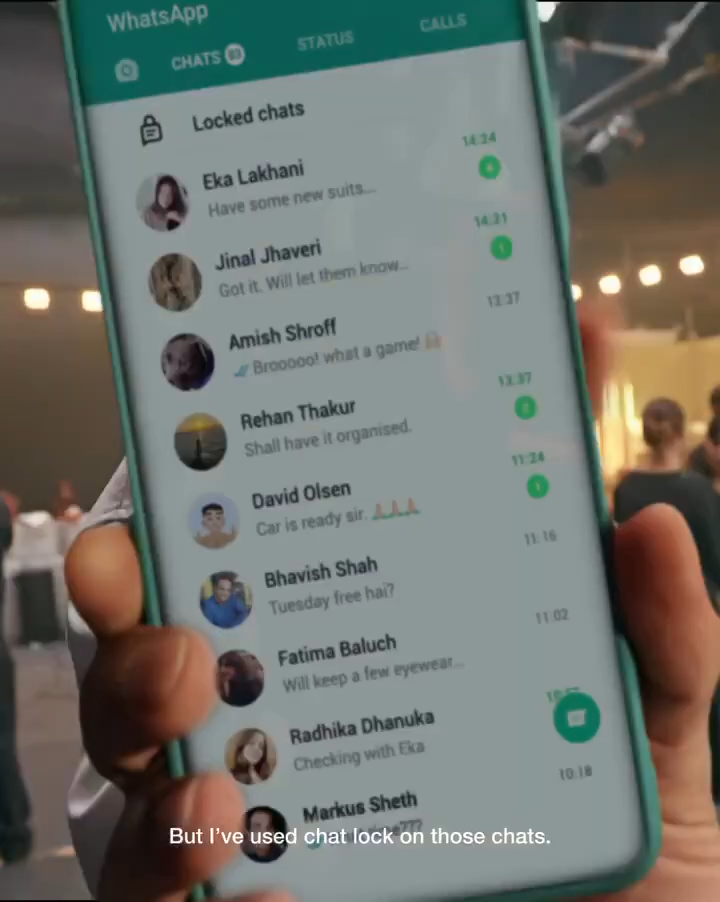 WhatsApp
CHATS
STATUS
CALLS
Locked chats
Eka Lakhani
14:24
Have some new suits...
Jinal Jhaveri
14:21
Got it. Will let them know...
1
Amish Shroff
13:37
Brooooo! what a game!
Rehan Thakur
13:37
Shall have it organised.
2
David Olsen
11:24
Car is ready sir. 🙏🙏🙏
1
Bhavish Shah
11:16
Tuesday free hai?
Fatima Baluch
11:02
Will keep a few eyewear...
Radhika Dhanuka
Checking with Eka
Markus Sheth
10:18
But I've used chat lock on those chats.